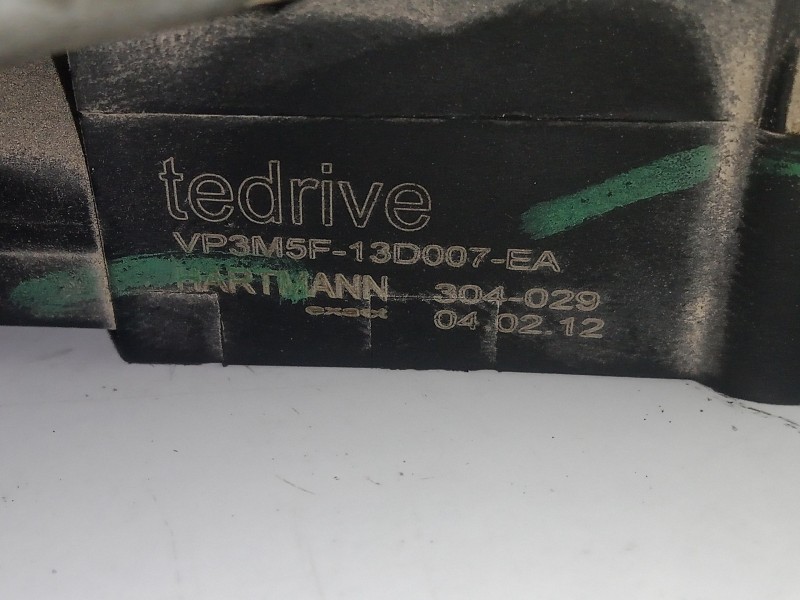 tedrive
VP3M5F-13D007-EA
HARTMANN 304-029
exact 04.02.12